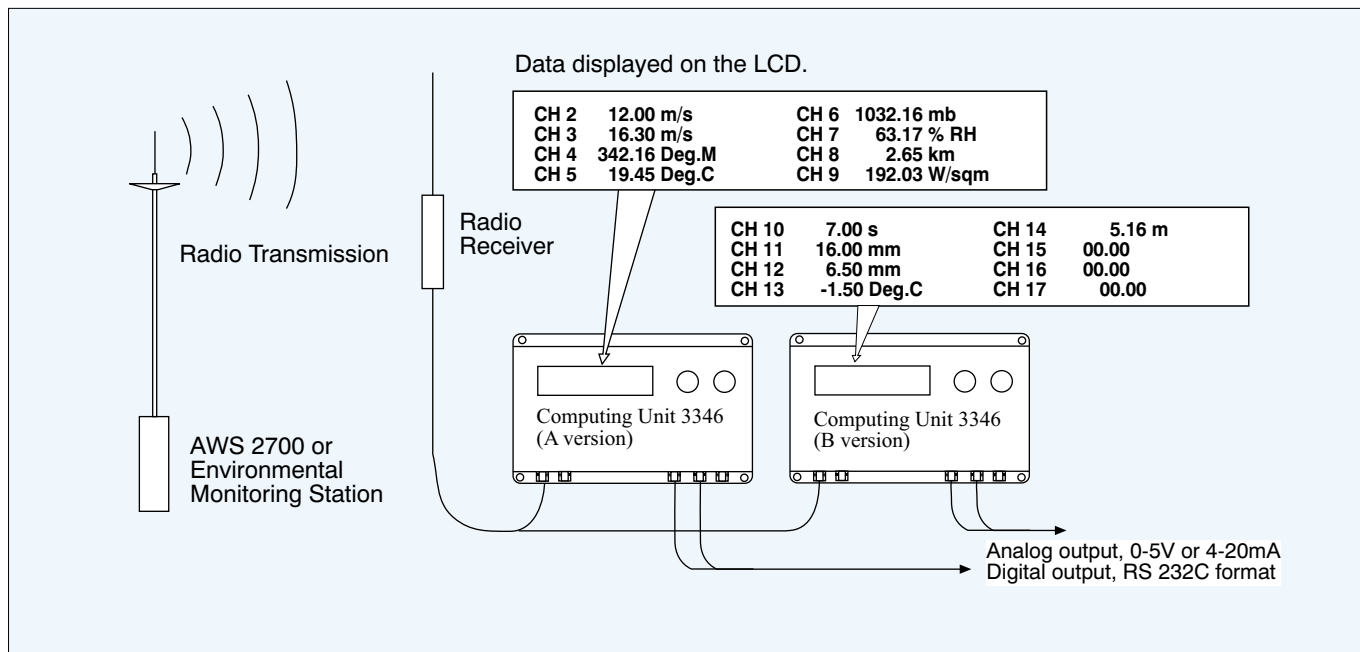 Data displayed on the LCD.
CH 2 12.00 m/s CH 6 1032.16 mb
CH 3 16.30 m/s CH 7 63.17 % RH
CH 4 342.16 Deg.M CH 8 2.65 km
CH 5 19.45 Deg.C CH 9 192.03 W/sqm
Radio Transmission
Radio
Receiver
CH 10 7.00 s CH 14 5.16 m
CH 11 16.00 mm CH 15 00.00
CH 12 6.50 mm CH 16 00.00
CH 13 -1.50 Deg.C CH 17 00.00
AWS 2700 or
Environmental
Monitoring Station
Computing Unit 3346
(A version)
Computing Unit 3346
(B version)
Analog output, 0-5V or 4-20mA
Digital output, RS 232C format